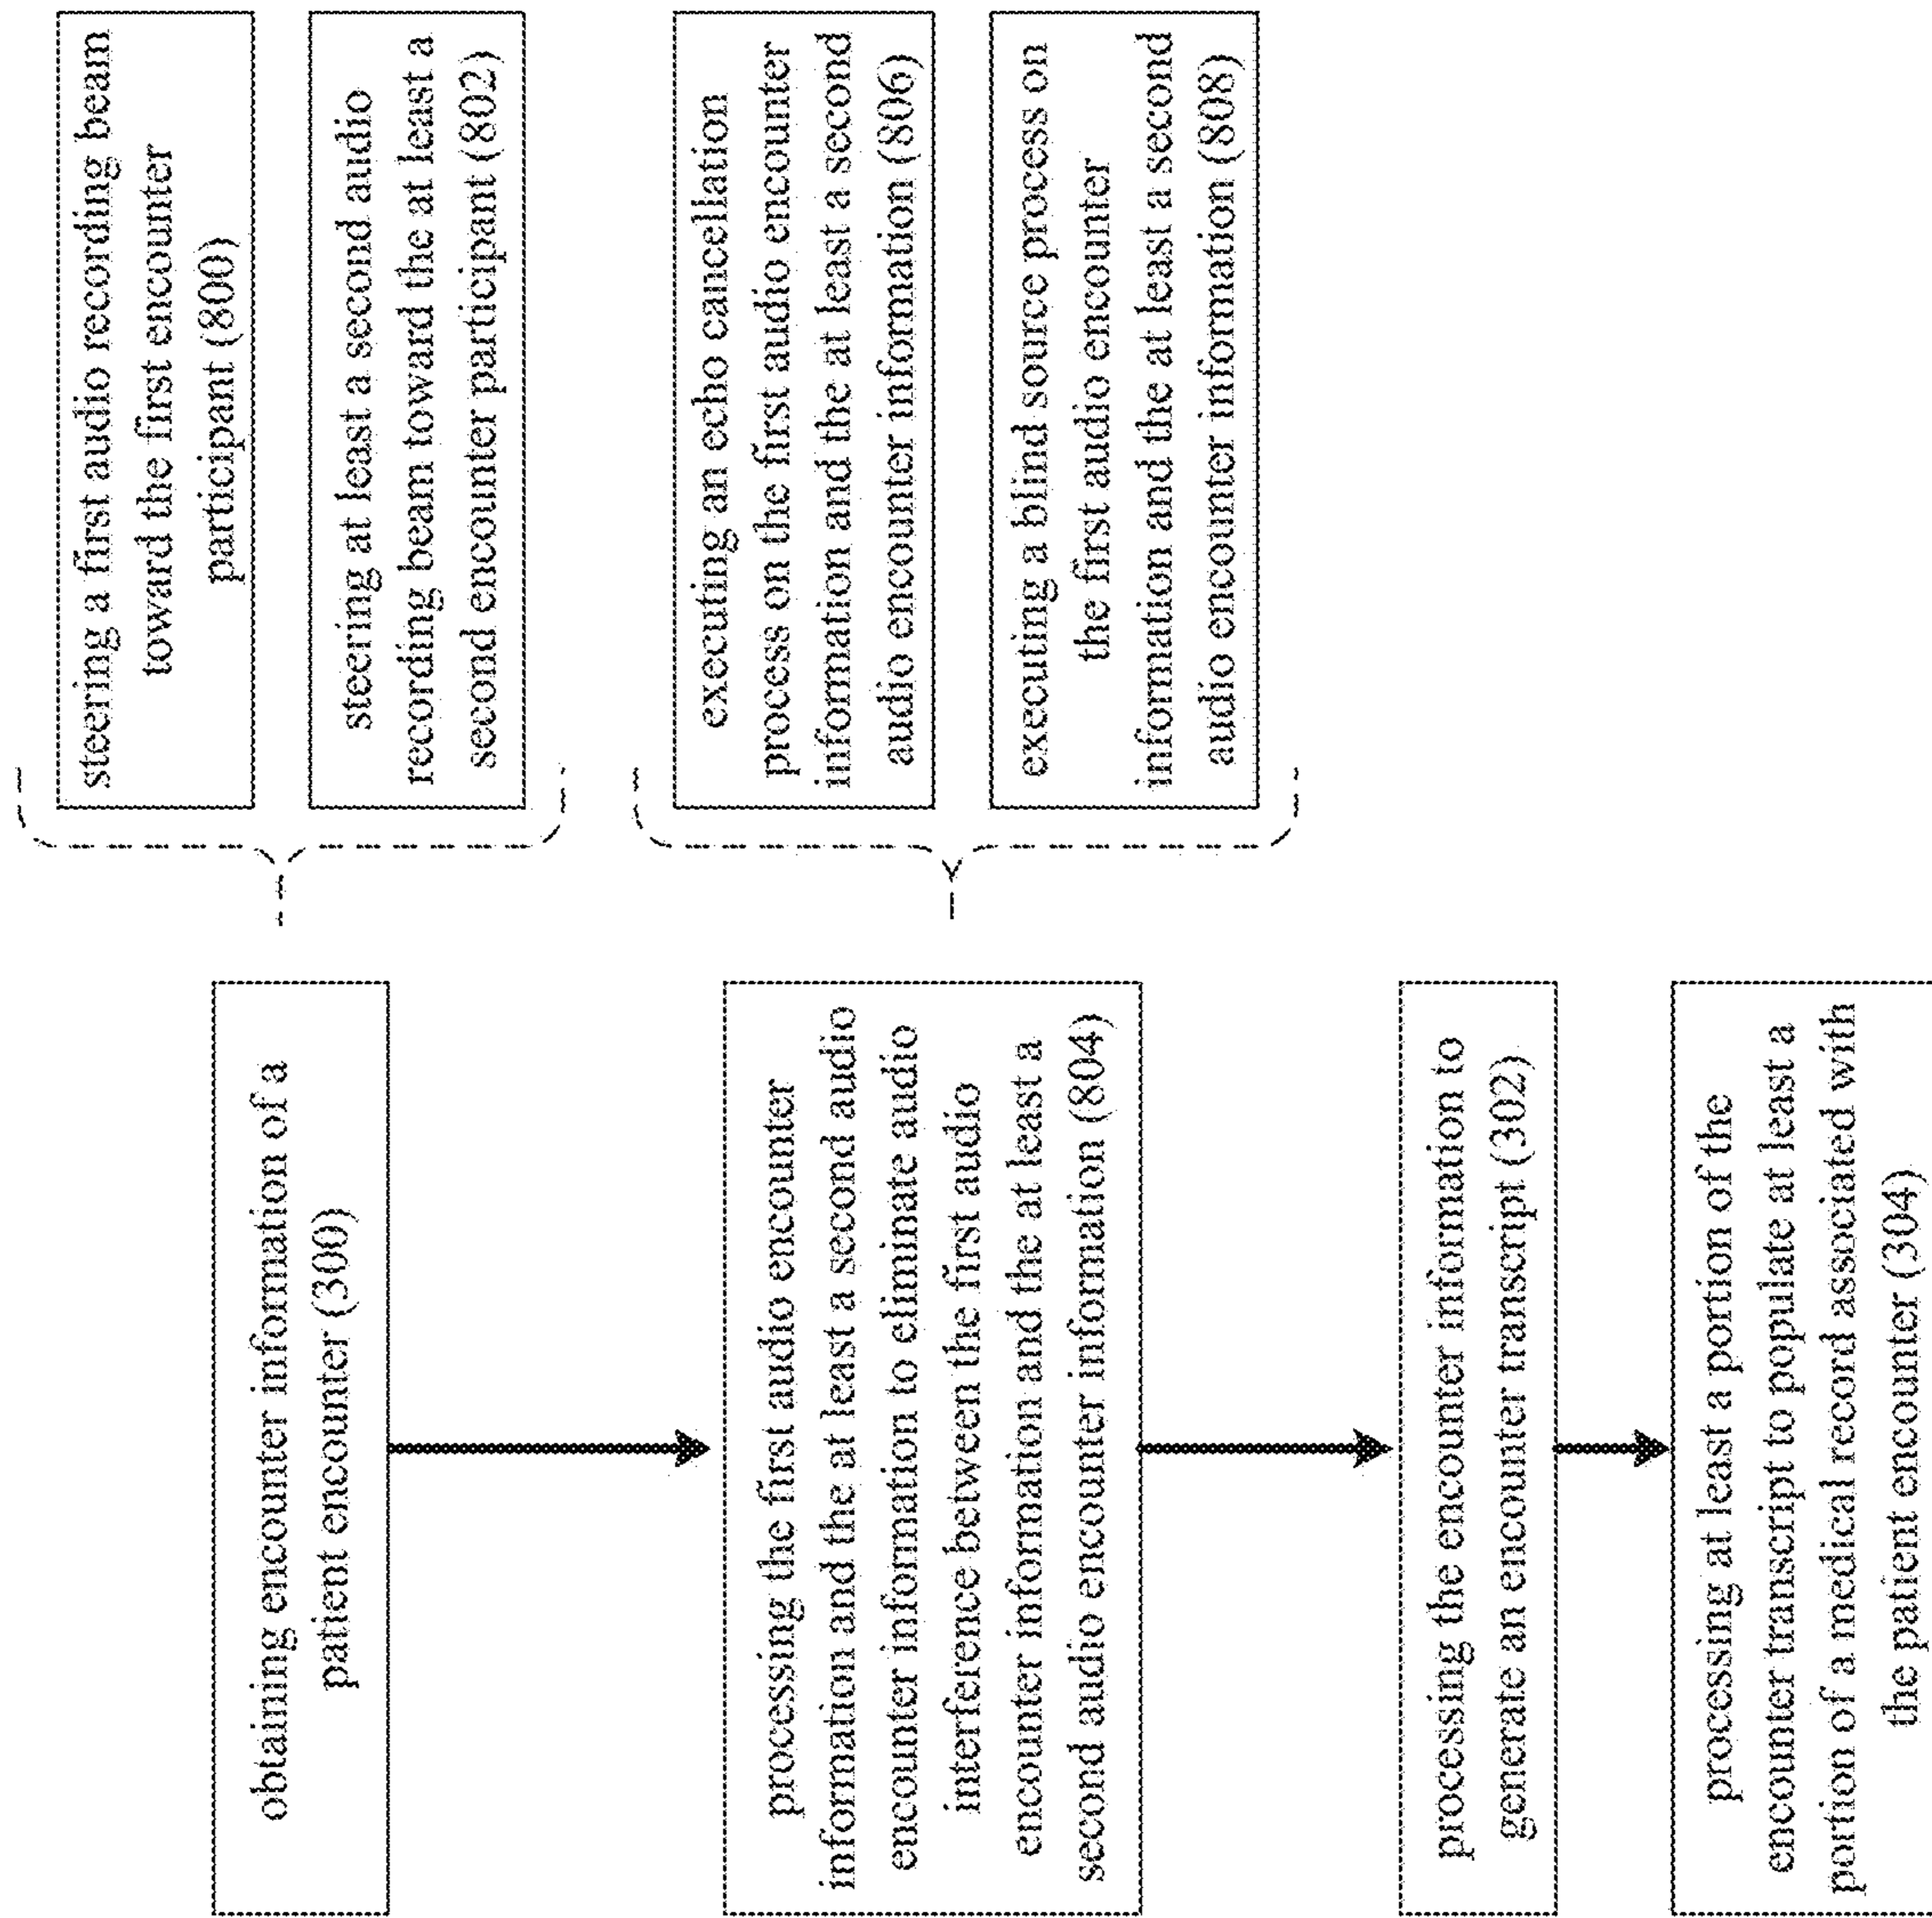 obtaining encounter information of a
patient encounter (300)
steering a first audio recording beam
toward the first encounter
participant (800)
steering at least a second audio
recording beam toward the at least a
second encounter participant (802)
processing the first audio encounter
information and the at least a second audio
encounter information to eliminate audio
interference between the first audio
encounter information and the at least a
second audio encounter information (804)
executing an echo cancellation
process on the first audio encounter
information and the at least a second
audio encounter information (806)
executing a blind source process on
the first audio encounter
information and the at least a second
audio encounter information (808)
processing the encounter information to
generate an encounter transcript (302)
processing at least a portion of the
encounter transcript to populate at least a
portion of a medical record associated with
the patient encounter (304)